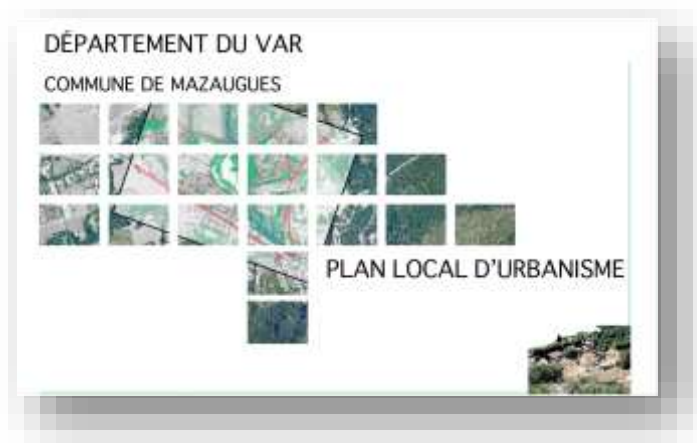 DÉPARTEMENT DU VAR
COMMUNE DE MAZAUGUES
PLAN LOCAL D'URBANISME